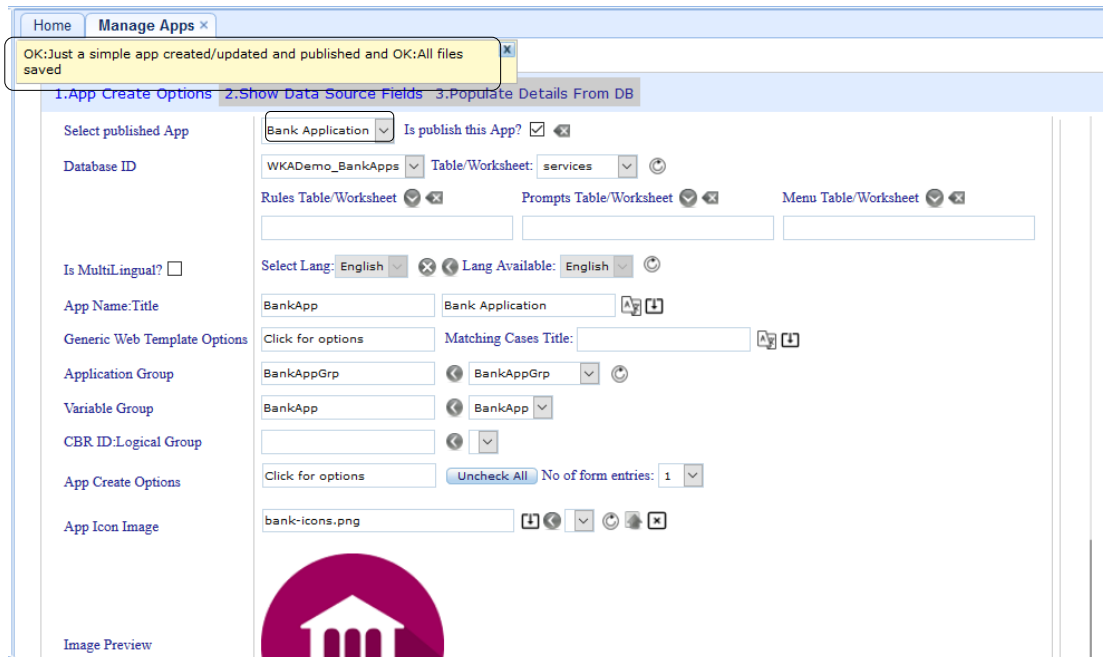 Home Manage Apps ×
OK:Just a simple app created/updated and published and OK:All files
saved
1.App Create Options 2.Show Data Source Fields 3.Populate Details From DB
Select published App Bank Application Is publish this App?
Database ID WKADemo_BankApps Table/Worksheet: services
Rules Table/Worksheet Prompts Table/Worksheet Menu Table/Worksheet
Is MultiLingual? Select Lang: English Lang Available: English
App Name:Title BankApp Bank Application
Generic Web Template Options Click for options Matching Cases Title:
Application Group BankAppGrp BankAppGrp
Variable Group BankApp BankApp
CBR ID:Logical Group
App Create Options Click for options Uncheck All No of form entries: 1
App Icon Image bank-icons.png
Image Preview